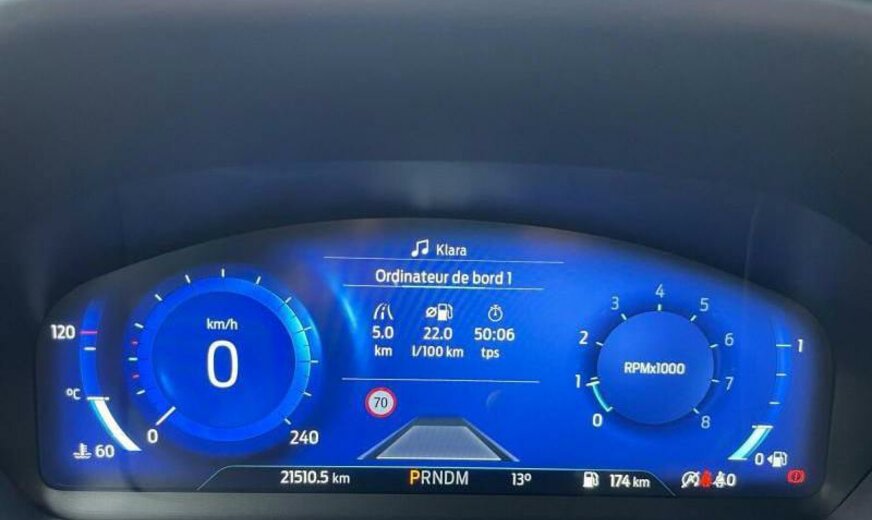 Klara
Ordinateur de bord 1
5.0 22.0 50:06
km l/100 km tps
120
°C
60
km/h
0
0 240
70
0 1 2 3 4 5 6 7 8
RPMx1000
1
0
21510.5 km PRNDM 13° 174 km 0